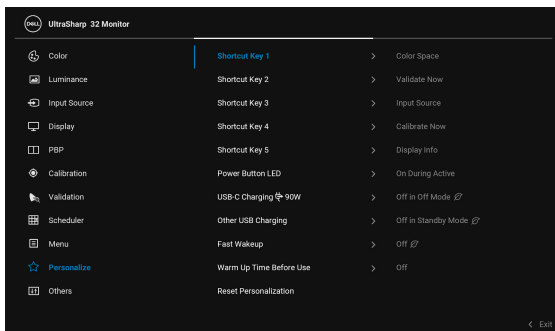 DELL UltraSharp 32 Monitor
Color Shortcut Key 1 > Color Space
Luminance Shortcut Key 2 > Validate Now
Input Source Shortcut Key 3 > Input Source
Display Shortcut Key 4 > Calibrate Now
PBP Shortcut Key 5 > Display Info
Calibration Power Button LED > On During Active
Validation USB-C Charging 90W > Off in Off Mode
Scheduler Other USB Charging > Off in Standby Mode
Menu Fast Wakeup > Off
Personalize Warm Up Time Before Use > Off
Others Reset Personalization
< Exit